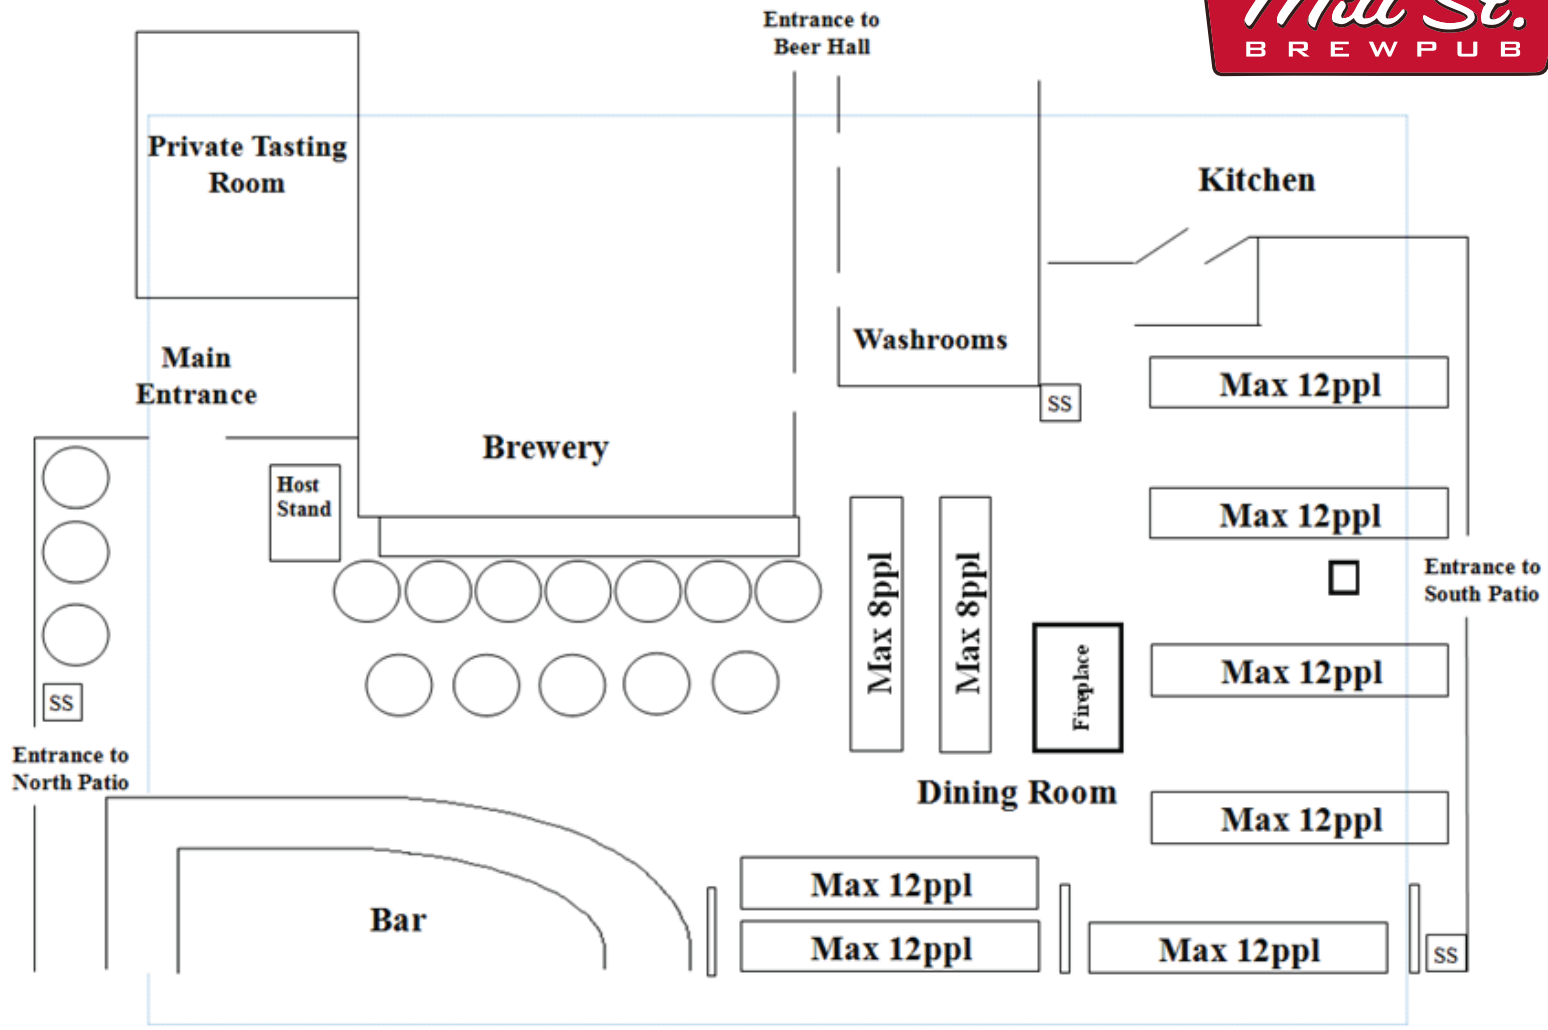 Entrance to
Beer Hall
Mill St.
BREWPUB
Private Tasting
Room
Kitchen
Main
Entrance
Washrooms
Max 12ppl
SS
Brewery
Host
Stand
Max 12ppl
Max 8ppl
Max 8ppl
Entrance to
South Patio
Fireplace
Max 12ppl
SS
Entrance to
North Patio
Dining Room
Max 12ppl
Bar
Max 12ppl
Max 12ppl
Max 12ppl
SS